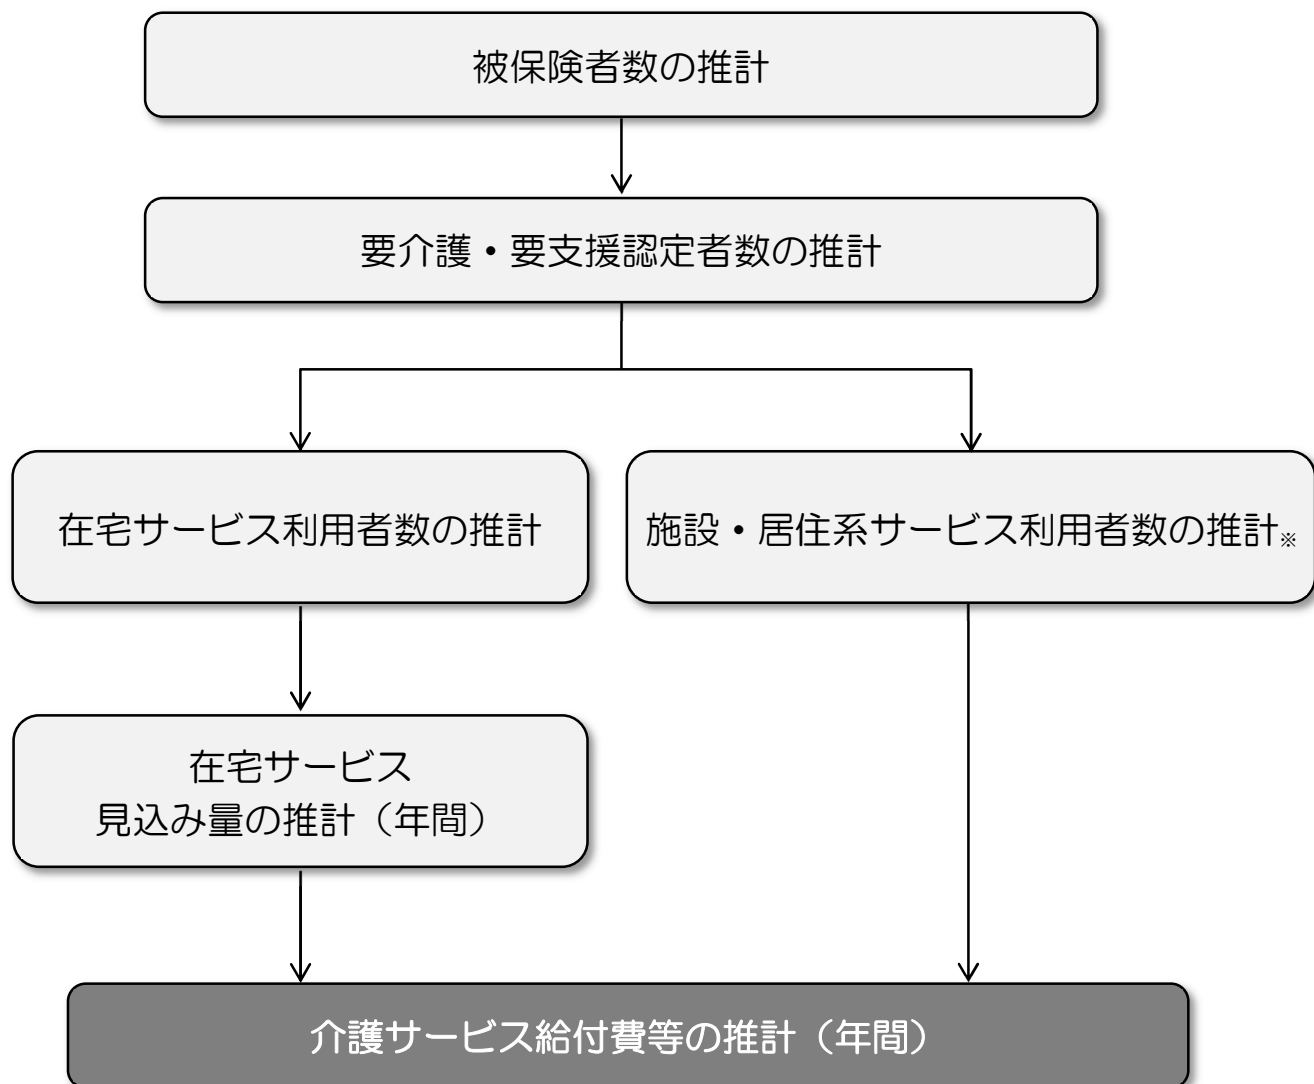 被保険者数の推計
要介護・要支援認定者数の推計
在宅サービス利用者数の推計
施設・居住系サービス利用者数の推計※
在宅サービス
見込み量の推計（年間）
介護サービス給付費等の推計（年間）